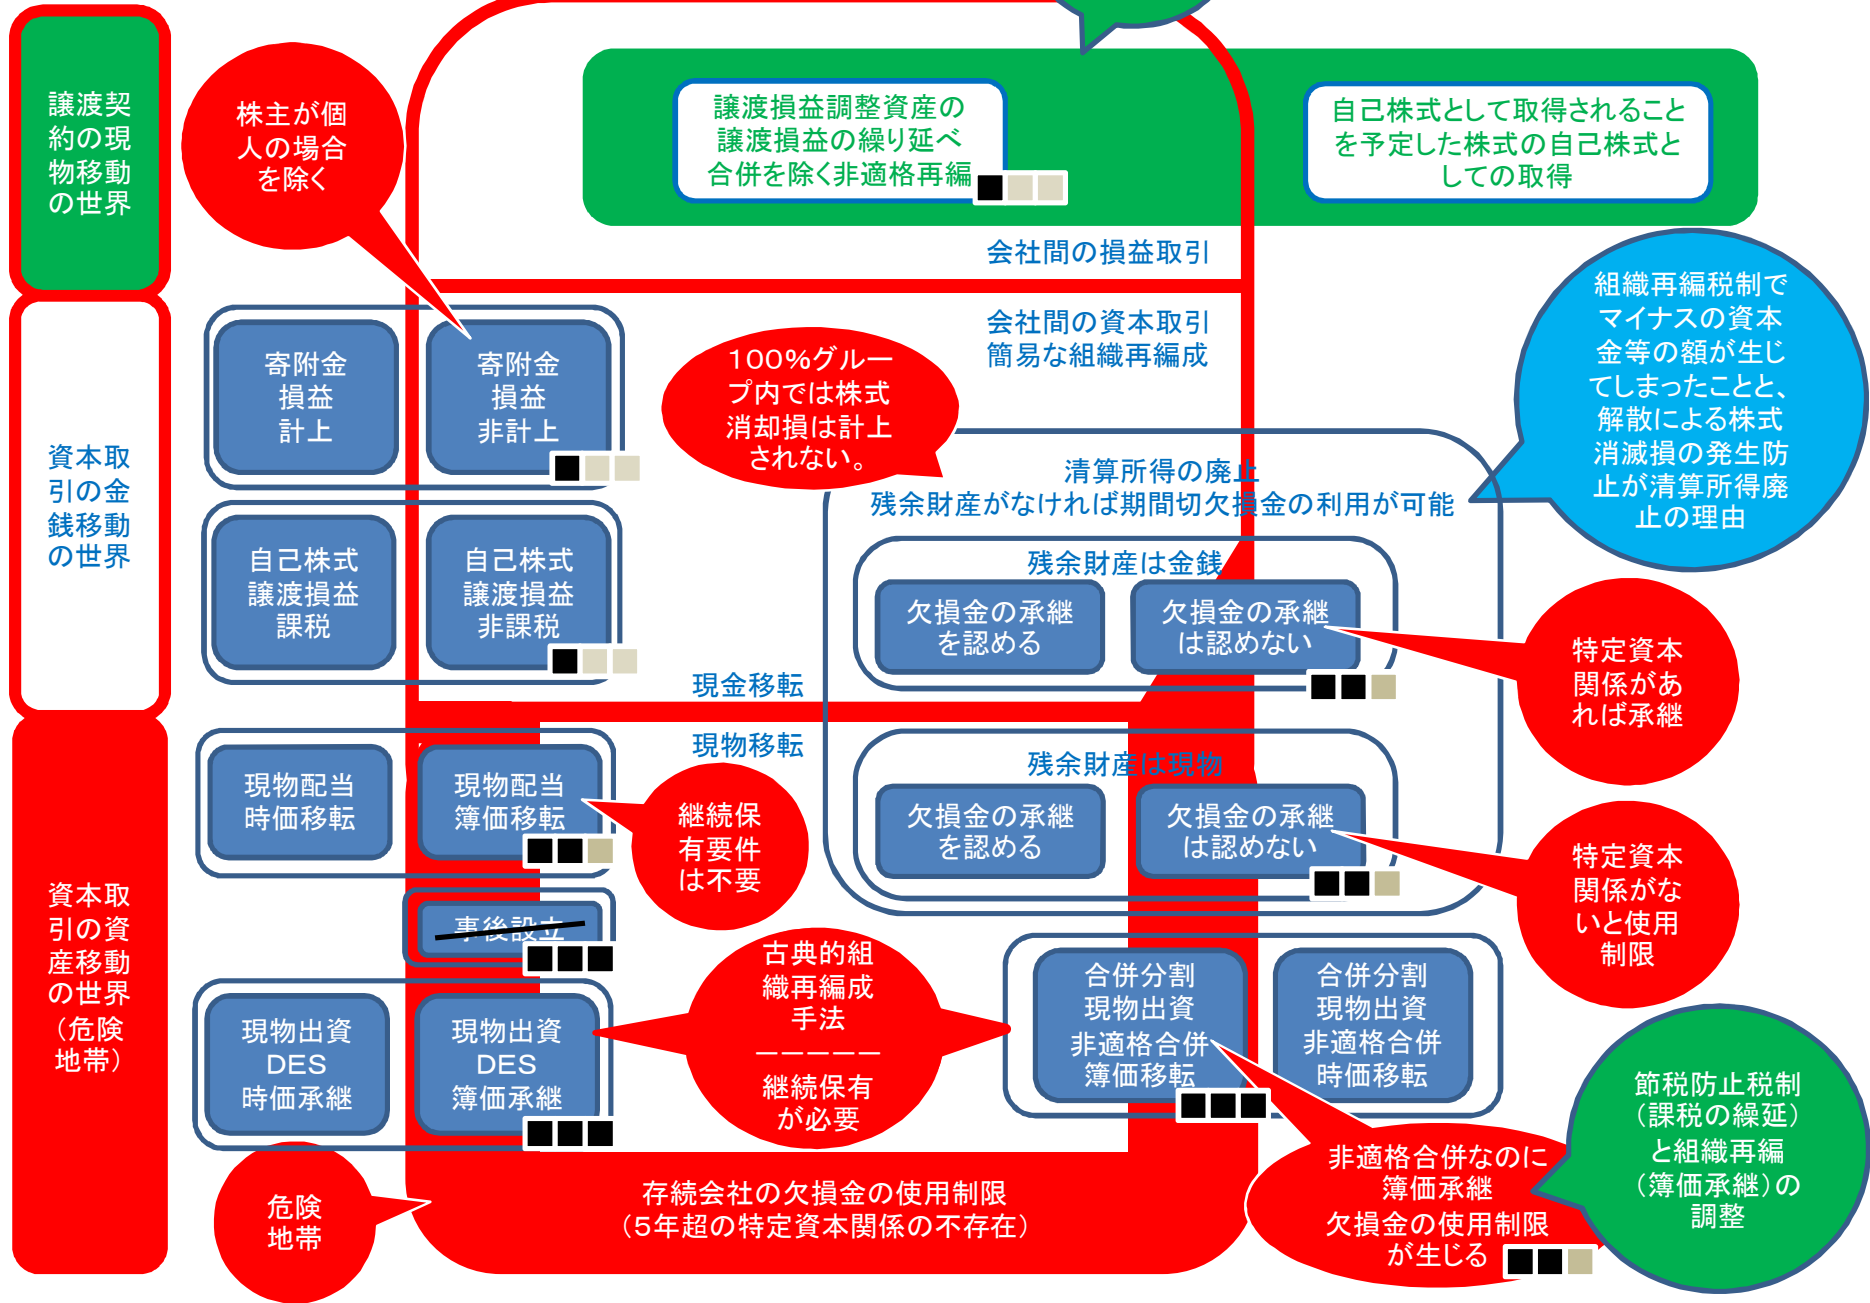 譲渡契
約の現
物移動
の世界
株主が個
人の場合
を除く
譲渡損益調整資産の
譲渡損益の繰り延べ
合併を除く非適格再編
自己株式として取得されること
を予定した株式の自己株式と
しての取得
会社間の損益取引
資本取
引の金
銭移動
の世界
寄附金
損益
計上
寄附金
損益
非計上
100%グルー
プ内では株式
消却損は計上
されない。
会社間の資本取引
簡易な組織再編成
組織再編税制で
マイナスの資本
金等の額が生じ
てしまったことと、
解散による株式
消滅損の発生防
止が清算所得廃
止の理由
清算所得の廃止
残余財産がなければ期間切欠損金の利用が可能
自己株式
譲渡損益
課税
自己株式
譲渡損益
非課税
残余財産は金銭
欠損金の承継
を認める
欠損金の承継
は認めない
特定資本
関係があ
れば承継
現金移転
現物移転
資本取
引の資
産移動
の世界
(危険
地帯)
現物配当
時価移転
現物配当
簿価移転
継続保
有要件
は不要
残余財産は現物
欠損金の承継
を認める
欠損金の承継
は認めない
特定資本
関係がな
いと使用
制限
事後設立
現物出資
DES
時価承継
現物出資
DES
簿価承継
古典的組
織再編成
手法
ーーーーー
継続保有
が必要
合併分割
現物出資
非適格合併
簿価移転
合併分割
現物出資
非適格合併
時価移転
危険
地帯
存続会社の欠損金の使用制限
(5年超の特定資本関係の不存在)
非適格合併なのに
簿価承継
欠損金の使用制限
が生じる
節税防止税制
(課税の繰延)
と組織再編
(簿価承継)の
調整